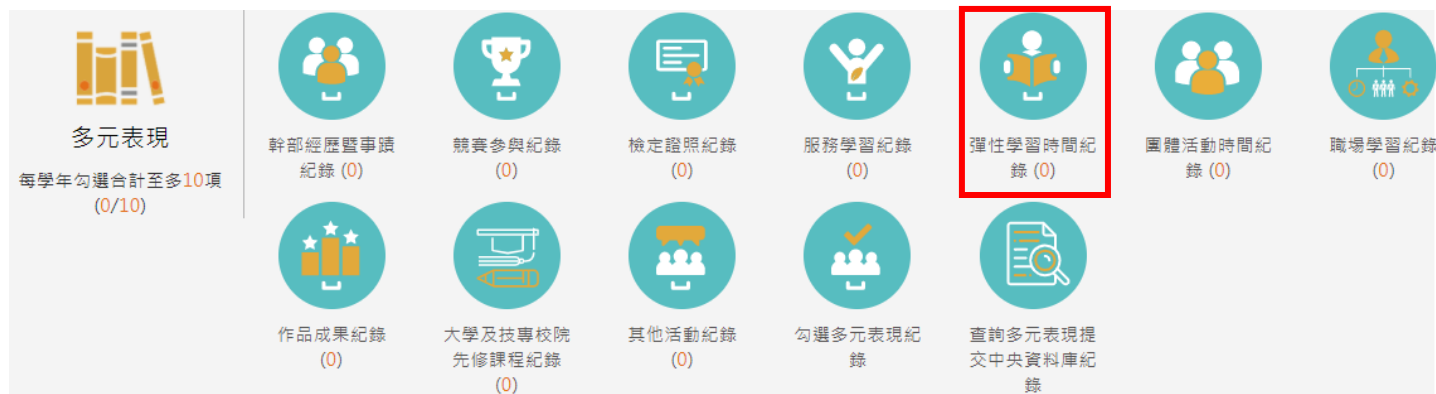 多元表現
每學年勾選合計至多10項
(0/10)
幹部經歷暨事蹟
紀錄 (0)
競賽參與紀錄
(0)
檢定證照紀錄
(0)
服務學習紀錄
(0)
彈性學習時間紀
錄 (0)
團體活動時間紀
錄 (0)
職場學習紀錄
(0)
作品成果紀錄
(0)
大學及技專校院
先修課程紀錄
(0)
其他活動紀錄
(0)
勾選多元表現紀
錄
查詢多元表現提
交中央資料庫紀
錄